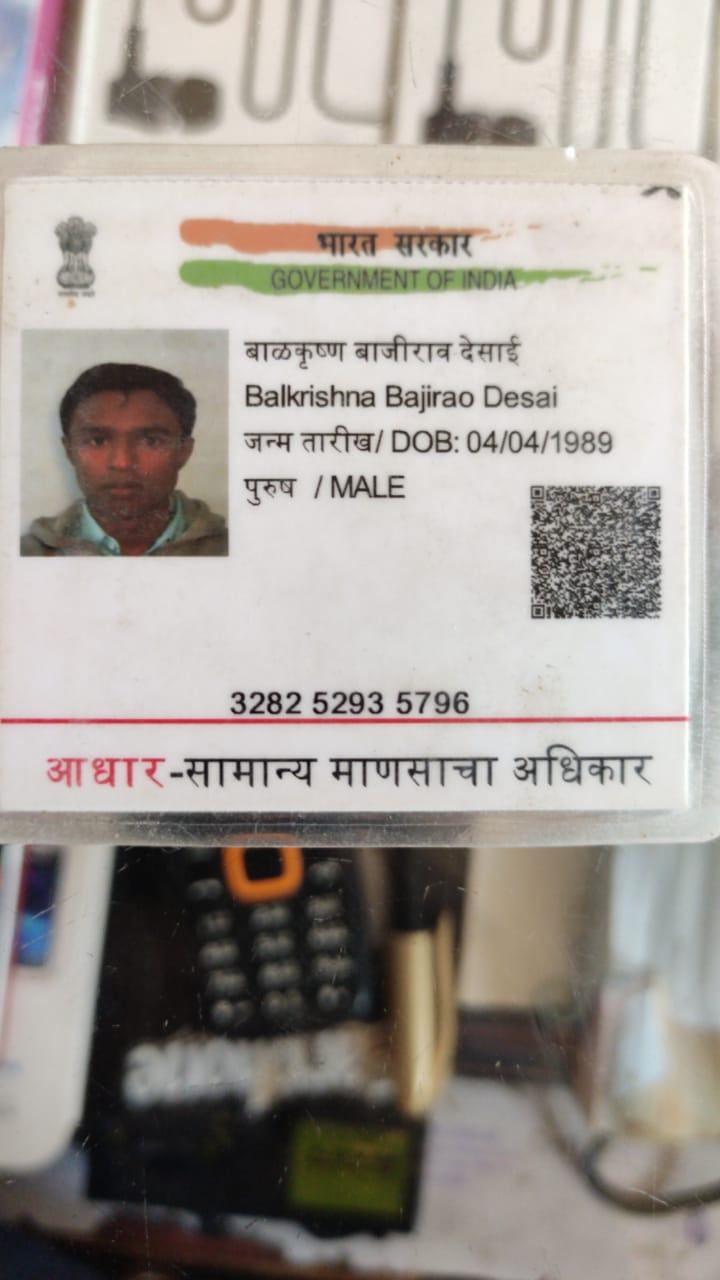 भारत सरकार
GOVERNMENT OF INDIA
बाळकृष्ण बाजीराव देसाई
Balkrishna Bajirao Desai
जन्म तारीख/ DOB: 04/04/1989
पुरुष / MALE
3282 5293 5796
आधार-सामान्य माणसाचा अधिकार